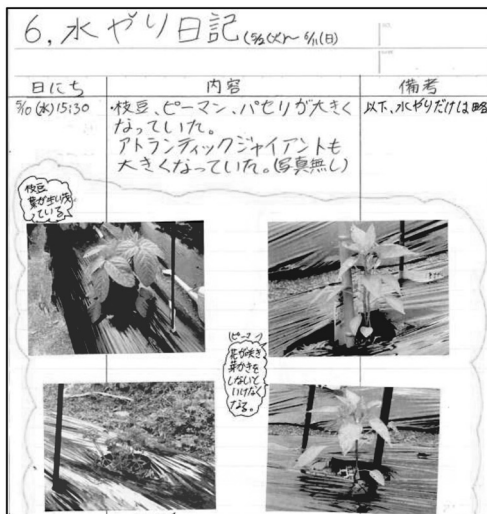 6, 水やり日記 (5/2(火)〜6/11(日)
日にち 内容 備考
5/10(水)15:30 ・枝豆、ピーマン、パセリが大きく 以下、水やりだけは略
なっていた。
アトランティックジャイアントも
大きくなっていた。(写真無し)
枝豆
葉が生い茂
っている。
(ピーマン)
花が咲き
芽かきを
しないと
いけなく
なる。